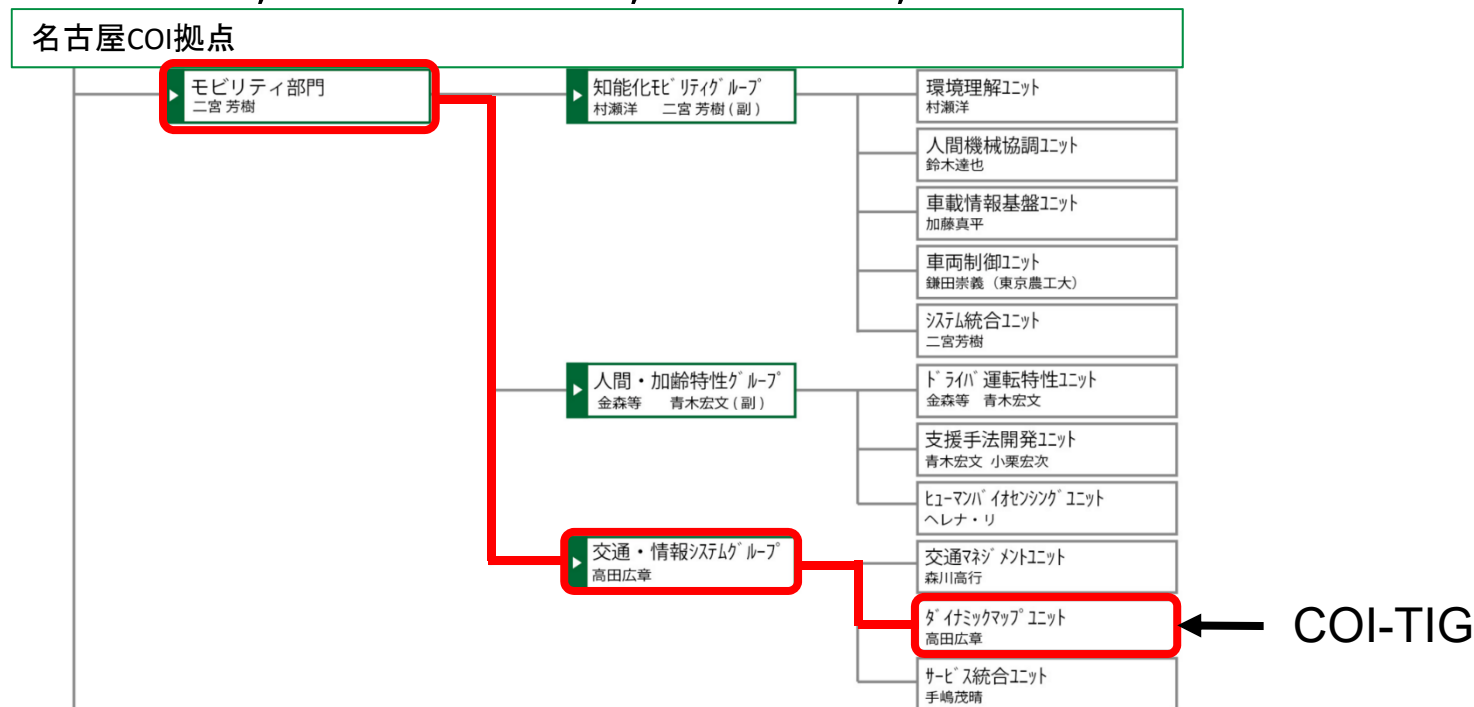 名古屋COI拠点
モビリティ部門
二宮 芳樹
知能化ﾓﾋﾞﾘﾃｨｸﾞﾙｰﾌﾟ
村瀬洋 二宮 芳樹 ( 副 )
環境理解ﾕﾆｯﾄ
村瀬洋
人間機械協調ﾕﾆｯﾄ
鈴木達也
車載情報基盤ﾕﾆｯﾄ
加藤真平
車両制御ﾕﾆｯﾄ
鎌田崇義（東京農工大）
ｼｽﾃﾑ統合ﾕﾆｯﾄ
二宮芳樹
人間・加齢特性ｸﾞﾙｰﾌﾟ
金森等 青木宏文 ( 副 )
ﾄﾞﾗｲﾊﾞ運転特性ﾕﾆｯﾄ
金森等 青木宏文
支援手法開発ﾕﾆｯﾄ
青木宏文 小栗宏次
ﾋｭｰﾏﾝﾊﾞｲｵｾﾝｼﾝｸﾞﾕﾆｯﾄ
ヘレナ・リ
交通・情報ｼｽﾃﾑｸﾞﾙｰﾌﾟ
高田広章
交通ﾏﾈｼﾞﾒﾝﾄﾕﾆｯﾄ
森川高行
ﾀﾞｲﾅﾐｯｸﾏｯﾌﾟﾕﾆｯﾄ
高田広章
COI-TIG
ｻｰﾋﾞｽ統合ﾕﾆｯﾄ
手嶋茂晴